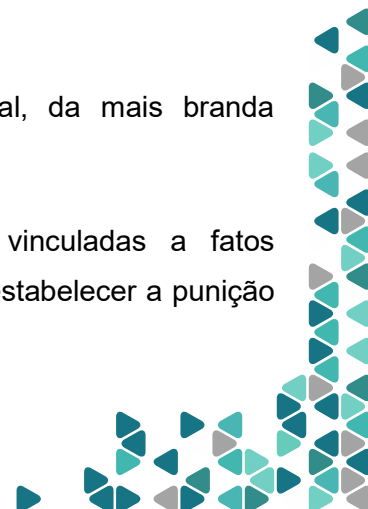 al, da mais branda
vinculadas a fatos
estabelecer a punição